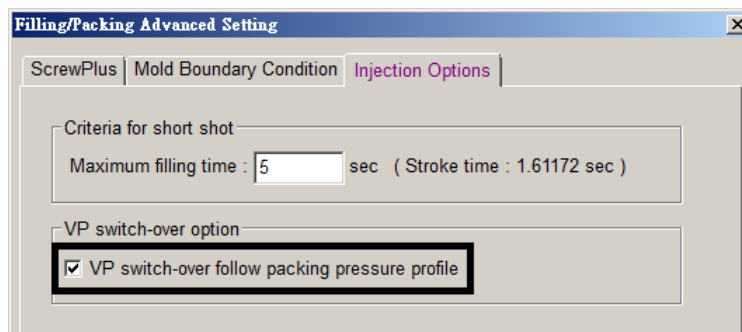 Filling/Packing Advanced Setting
ScrewPlus Mold Boundary Condition Injection Options
Criteria for short shot
Maximum filling time : 5 sec ( Stroke time : 1.61172 sec )
VP switch-over option
VP switch-over follow packing pressure profile